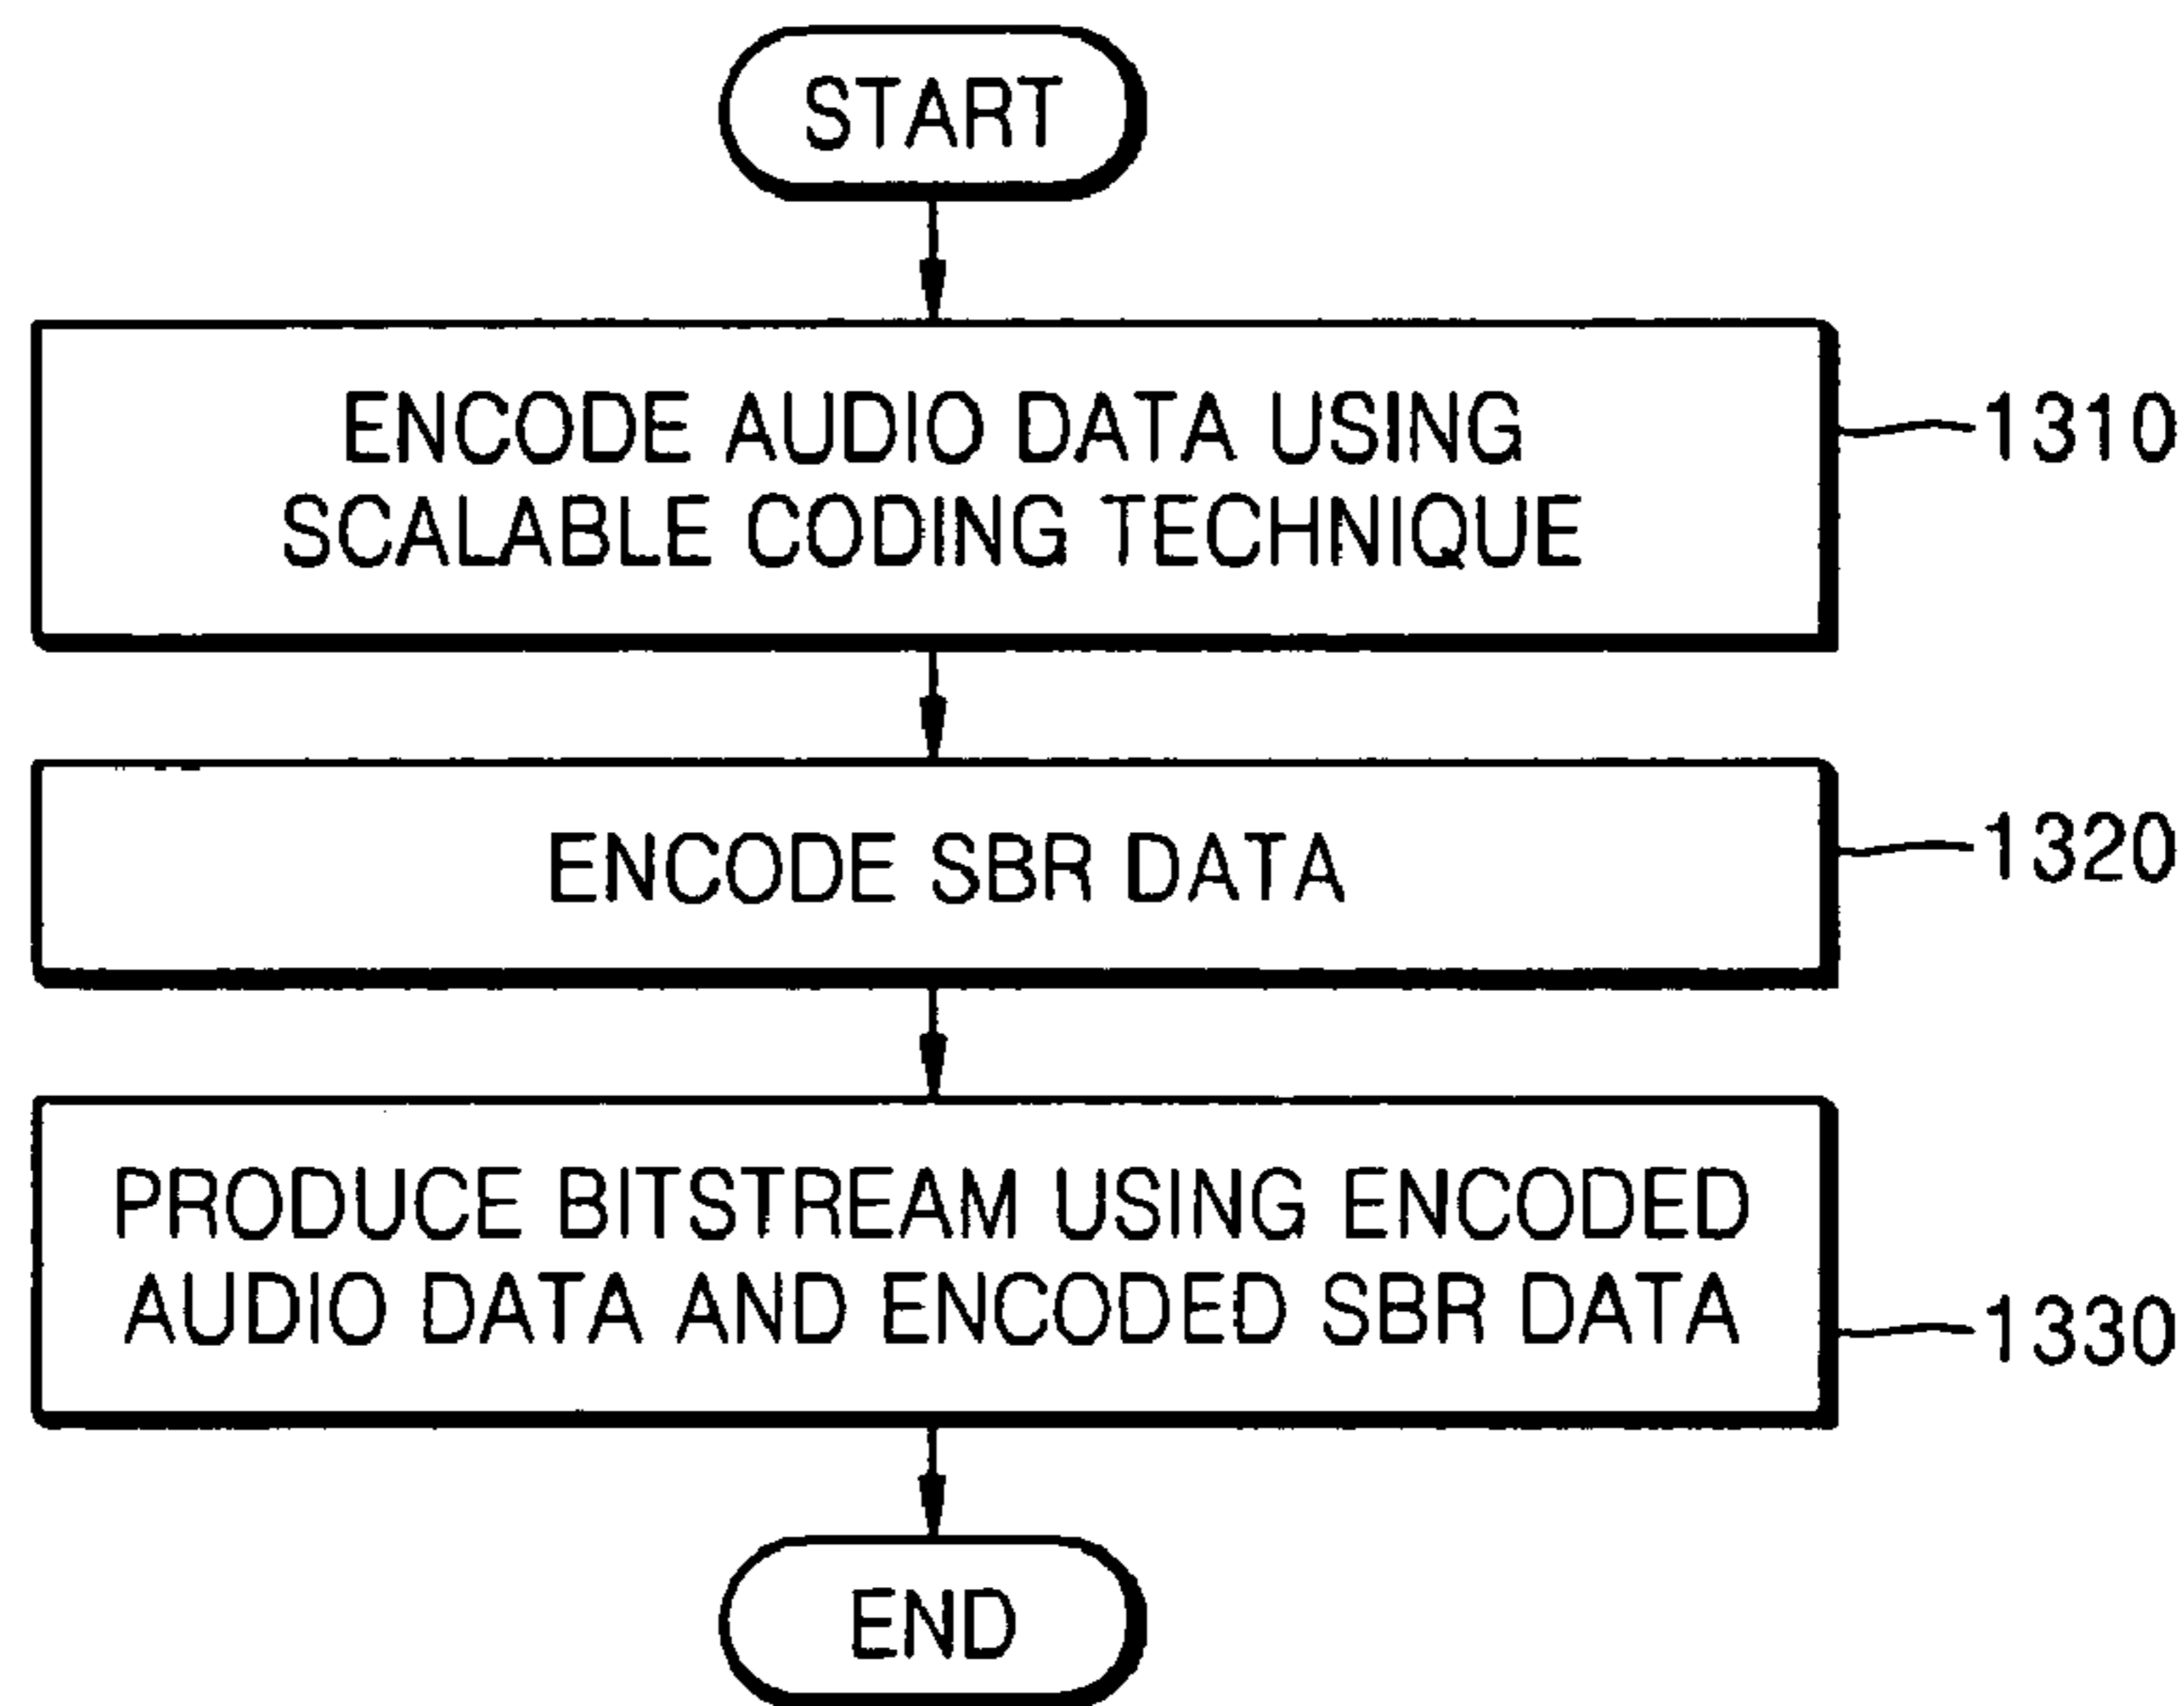 START
ENCODE AUDIO DATA USING
SCALABLE CODING TECHNIQUE
1310
ENCODE SBR DATA
1320
PRODUCE BITSTREAM USING ENCODED
AUDIO DATA AND ENCODED SBR DATA
1330
END